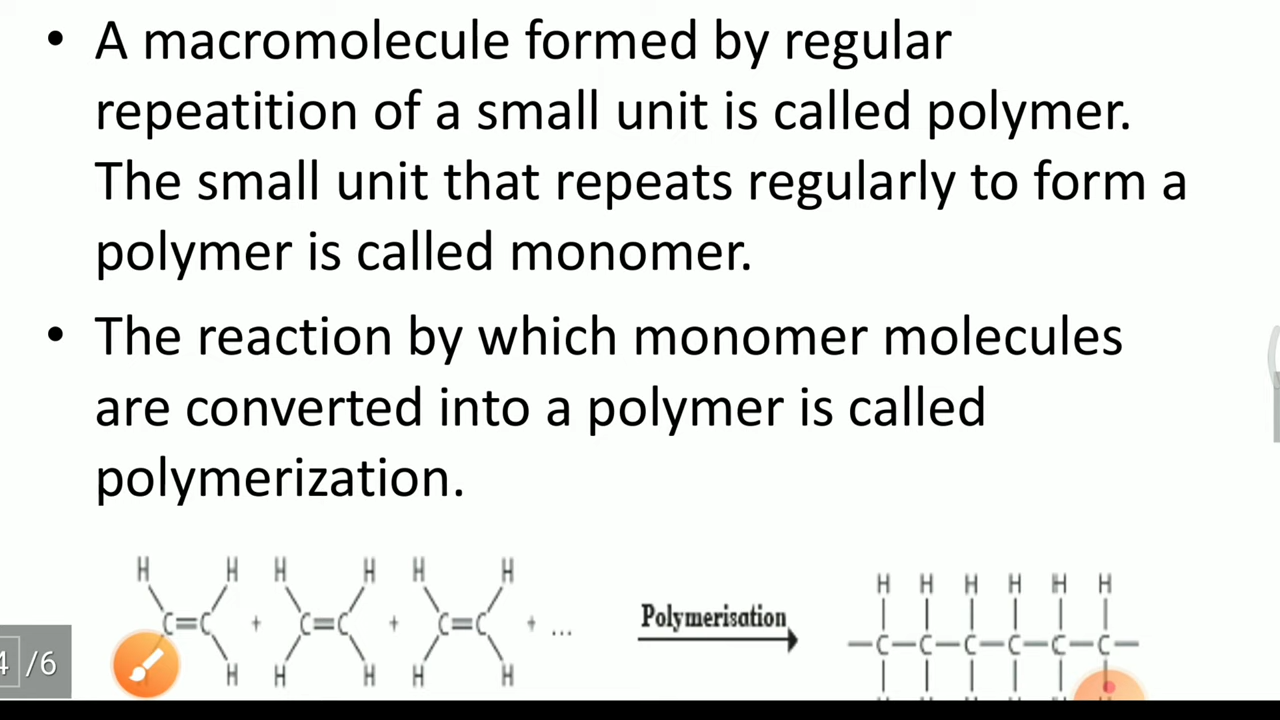 • A macromolecule formed by regular
repeatition of a small unit is called polymer.
The small unit that repeats regularly to form a
polymer is called monomer.
• The reaction by which monomer molecules
are converted into a polymer is called
polymerization.
H H H H H H
C=C + C=C + C=C + ...
H H H H H
Polymerisation
H H H H H H
—C—C—C—C—C—C—
4/6